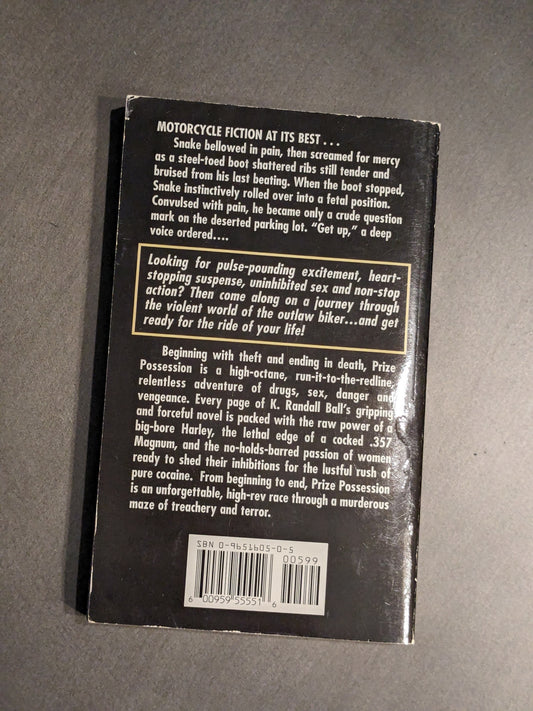 MOTORCYCLE FICTION AT ITS BEST . . .
Snake bellowed in pain, then screamed for mercy
as a steel-toed boot shattered ribs still tender and
bruised from his last beating. When the boot stopped,
Snake instinctively rolled over into a fetal position.
Convulsed with pain, he became only a crude question
mark on the deserted parking lot. "Get up," a deep
voice ordered....
Looking for pulse-pounding excitement, heart-
stopping suspense, uninhibited sex and non-stop
action? Then come along on a journey through
the violent world of the outlaw biker...and get
ready for the ride of your life!
Beginning with theft and ending in death, Prize
Possession is a high-octane, run-it-to-the-redline,
relentless adventure of drugs, sex, danger and
vengeance. Every page of K. Randall Ball's gripping
and forceful novel is packed with the raw power of a
big-bore Harley, the lethal edge of a cocked .357
Magnum, and the no-holds-barred passion of women
ready to shed their inhibitions for the lustful rush of
pure cocaine. From beginning to end, Prize Possession
is an unforgettable, high-rev race through a murderous
maze of treachery and terror.
SBN 0-9651605-0-5
00599
6 00959 55551 6